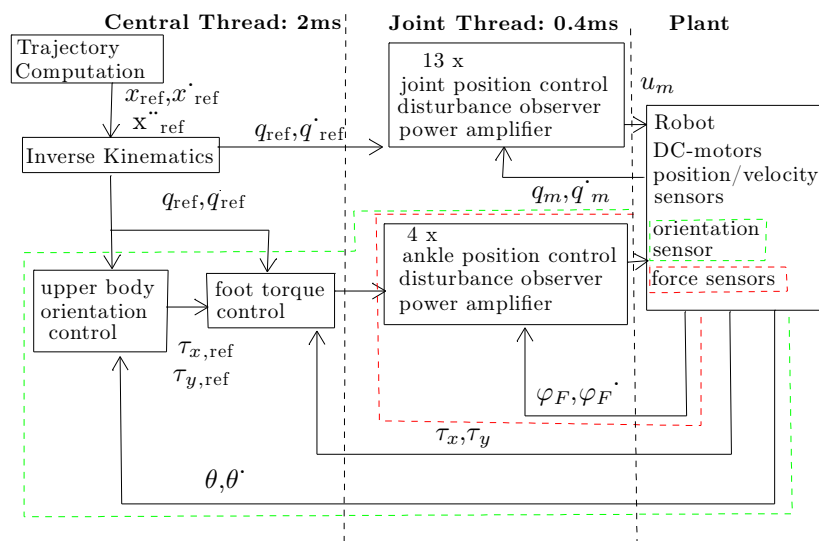 Central Thread: 2ms
Joint Thread: 0.4ms
Plant
Trajectory
Computation
x_ref,ẋ_ref
ẍ_ref
Inverse Kinematics
q_ref,q̇_ref
13 x
joint position control
disturbance observer
power amplifier
u_m
Robot
DC-motors
position/velocity
sensors
q_m,q̇_m
q_ref,q̇_ref
orientation
sensor
force sensors
4 x
ankle position control
disturbance observer
power amplifier
upper body
orientation
control
foot torque
control
τ_x,ref
τ_y,ref
φ_F,φ̇_F
τ_x,τ_y
θ,θ̇